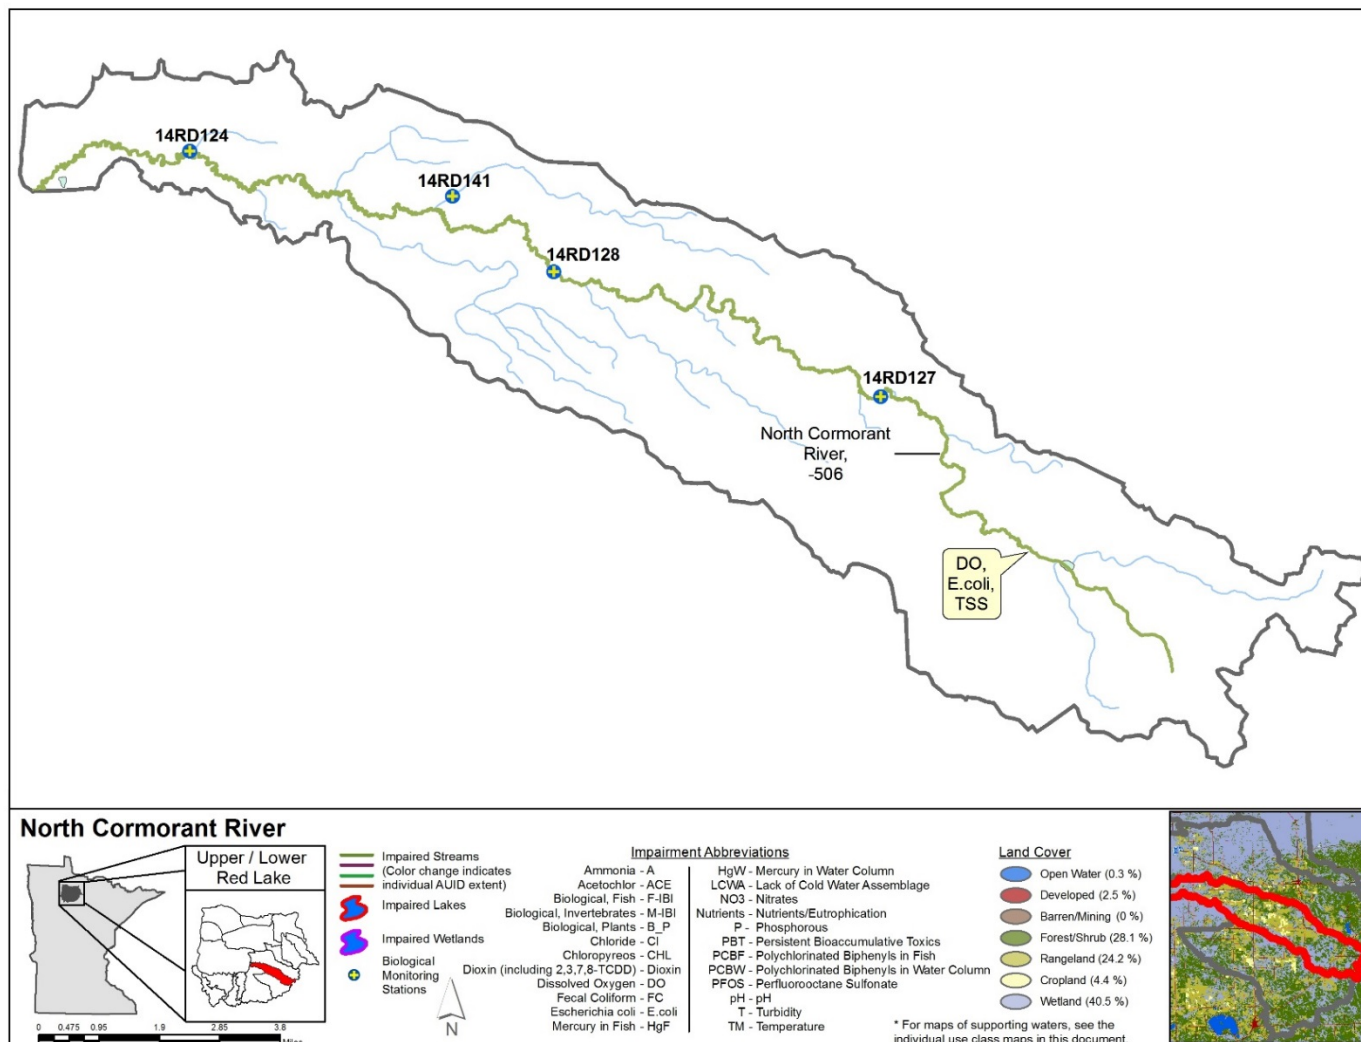 14RD124
14RD141
14RD128
14RD127
North Cormorant
River,
-506
DO,
E.coli,
TSS
North Cormorant River
Upper / Lower
Red Lake
0 0.475 0.95 1.9 2.85 3.8
Miles
Impaired Streams
(Color change indicates
individual AUID extent)
Impaired Lakes
Impaired Wetlands
Biological
Monitoring
Stations
N
Impairment Abbreviations
Ammonia - A
Acetochlor - ACE
Biological, Fish - F-IBI
Biological, Invertebrates - M-IBI
Biological, Plants - B_P
Chloride - Cl
Chloropyreos - CHL
Dioxin (including 2,3,7,8-TCDD) - Dioxin
Dissolved Oxygen - DO
Fecal Coliform - FC
Escherichia coli - E.coli
Mercury in Fish - HgF
HgW - Mercury in Water Column
LCWA - Lack of Cold Water Assemblage
NO3 - Nitrates
Nutrients - Nutrients/Eutrophication
P - Phosphorous
PBT - Persistent Bioaccumulative Toxics
PCBF - Polychlorinated Biphenyls in Fish
PCBW - Polychlorinated Biphenyls in Water Column
PFOS - Perfluorooctane Sulfonate
pH - pH
T - Turbidity
TM - Temperature
Land Cover
Open Water (0.3 %)
Developed (2.5 %)
Barren/Mining (0 %)
Forest/Shrub (28.1 %)
Rangeland (24.2 %)
Cropland (4.4 %)
Wetland (40.5 %)
* For maps of supporting waters, see the
individual use class maps in this document.